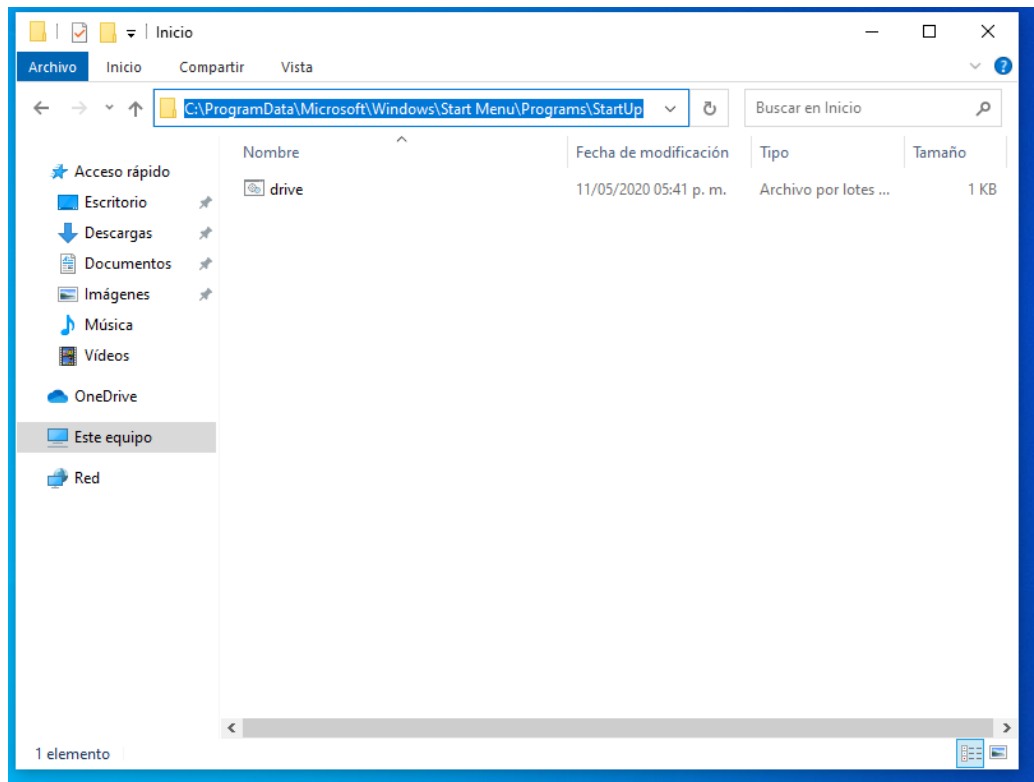 Inicio
Archivo Inicio Compartir Vista
C:\ProgramData\Microsoft\Windows\Start Menu\Programs\StartUp Buscar en Inicio
Nombre Fecha de modificación Tipo Tamaño
Acceso rápido
drive 11/05/2020 05:41 p. m. Archivo por lotes ... 1 KB
Escritorio
Descargas
Documentos
Imágenes
Música
Vídeos
OneDrive
Este equipo
Red
1 elemento